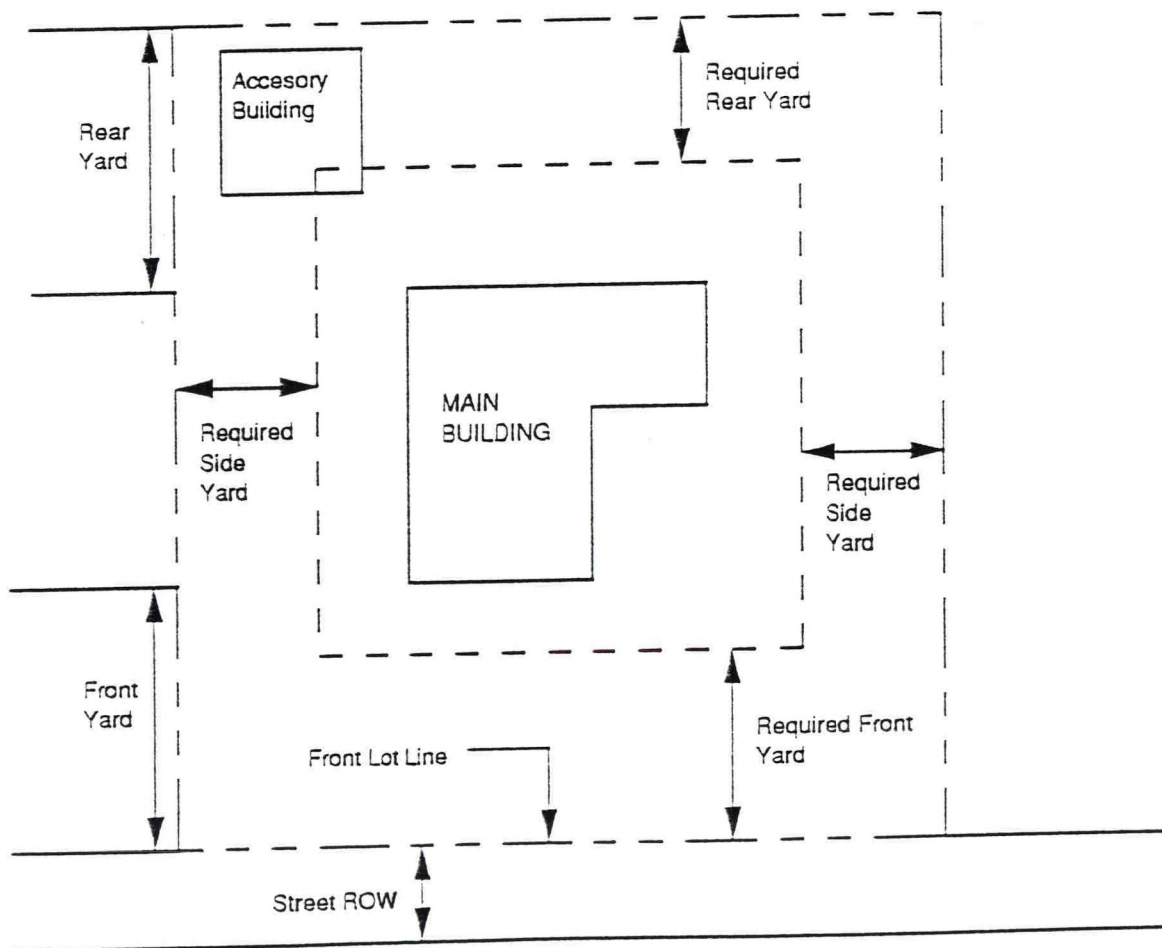 Accesory
Building
Required
Rear Yard
Rear
Yard
MAIN
BUILDING
Required
Side
Yard
Required
Side
Yard
Front
Yard
Required Front
Yard
Front Lot Line
Street ROW